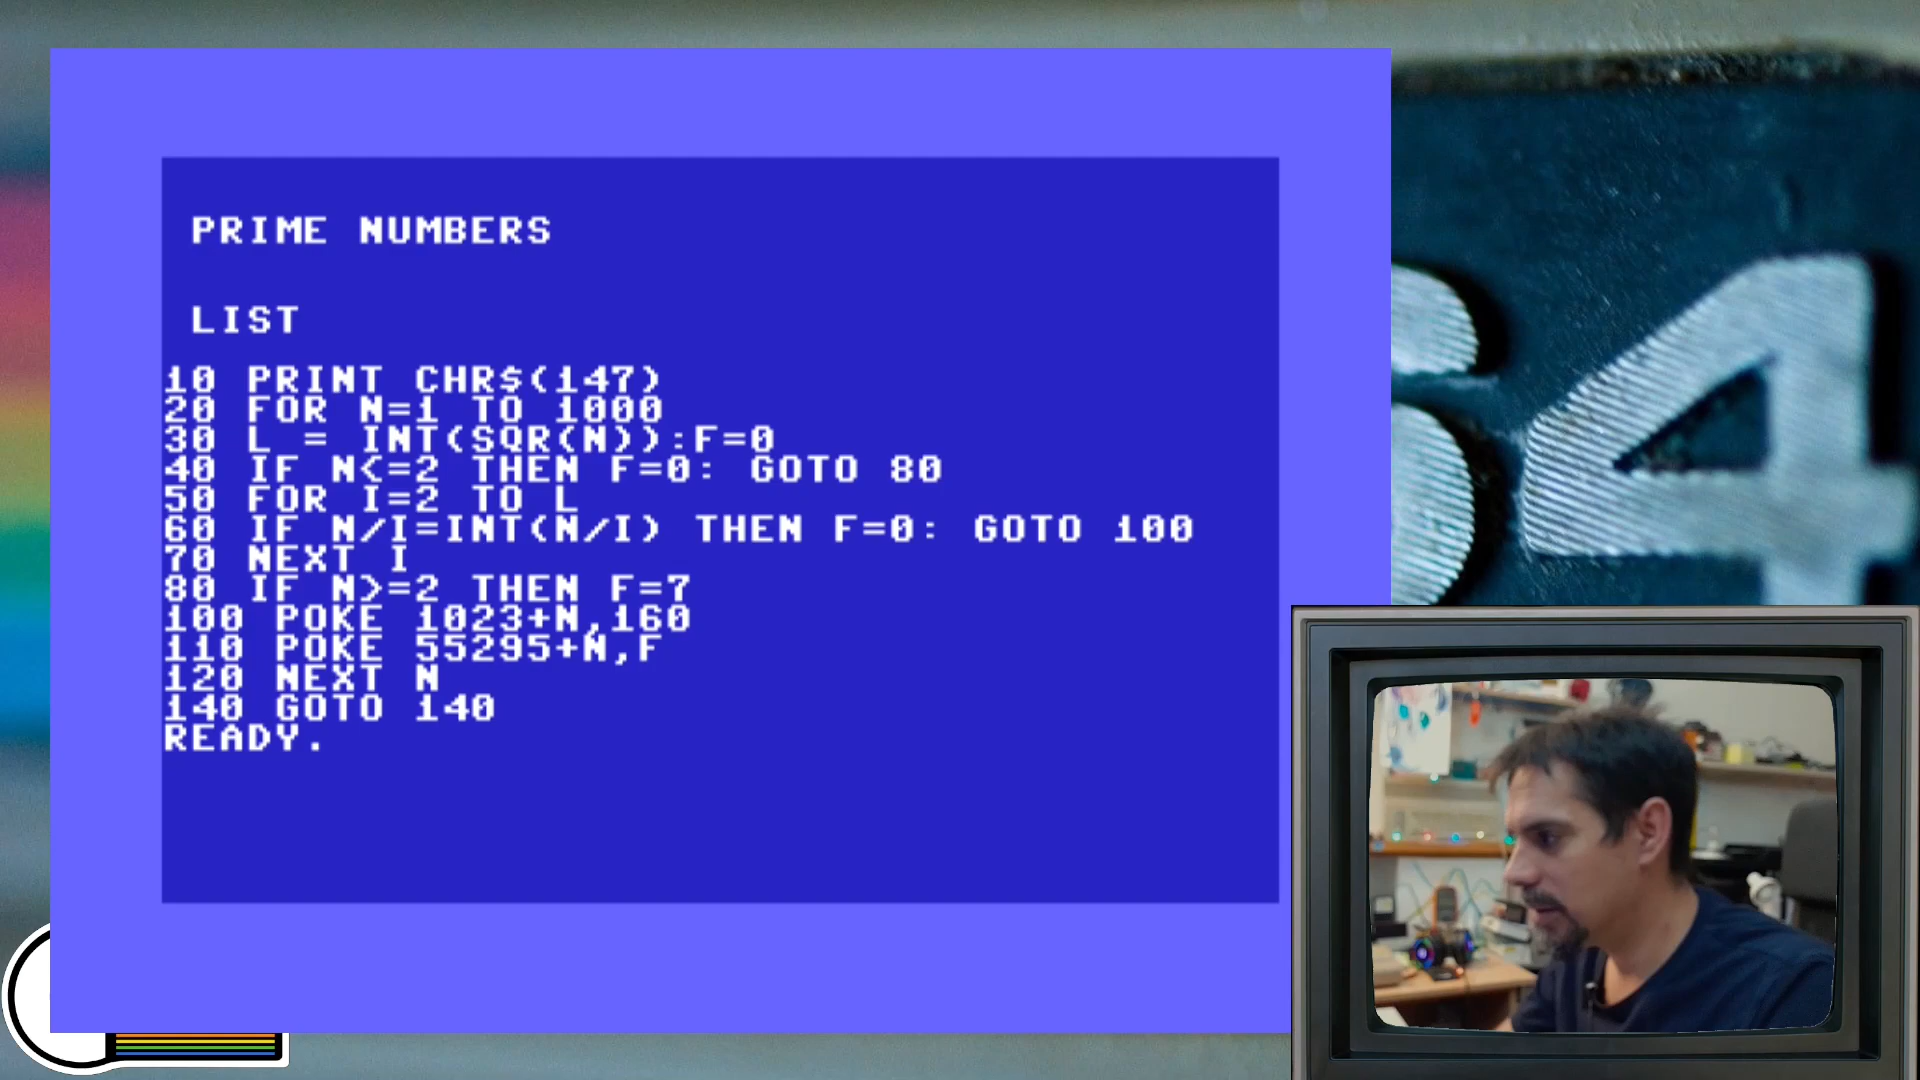 PRIME NUMBERS
LIST
10 PRINT CHR$(147)
20 FOR N=1 TO 1000
30 L = INT(SQR(N)):F=0
40 IF N<=2 THEN F=0: GOTO 80
50 FOR I=2 TO L
60 IF N/I=INT(N/I) THEN F=0: GOTO 100
70 NEXT I
80 IF N>=2 THEN F=7
100 POKE 1023+N,160
110 POKE 55295+N,F
120 NEXT N
140 GOTO 140
READY.
64